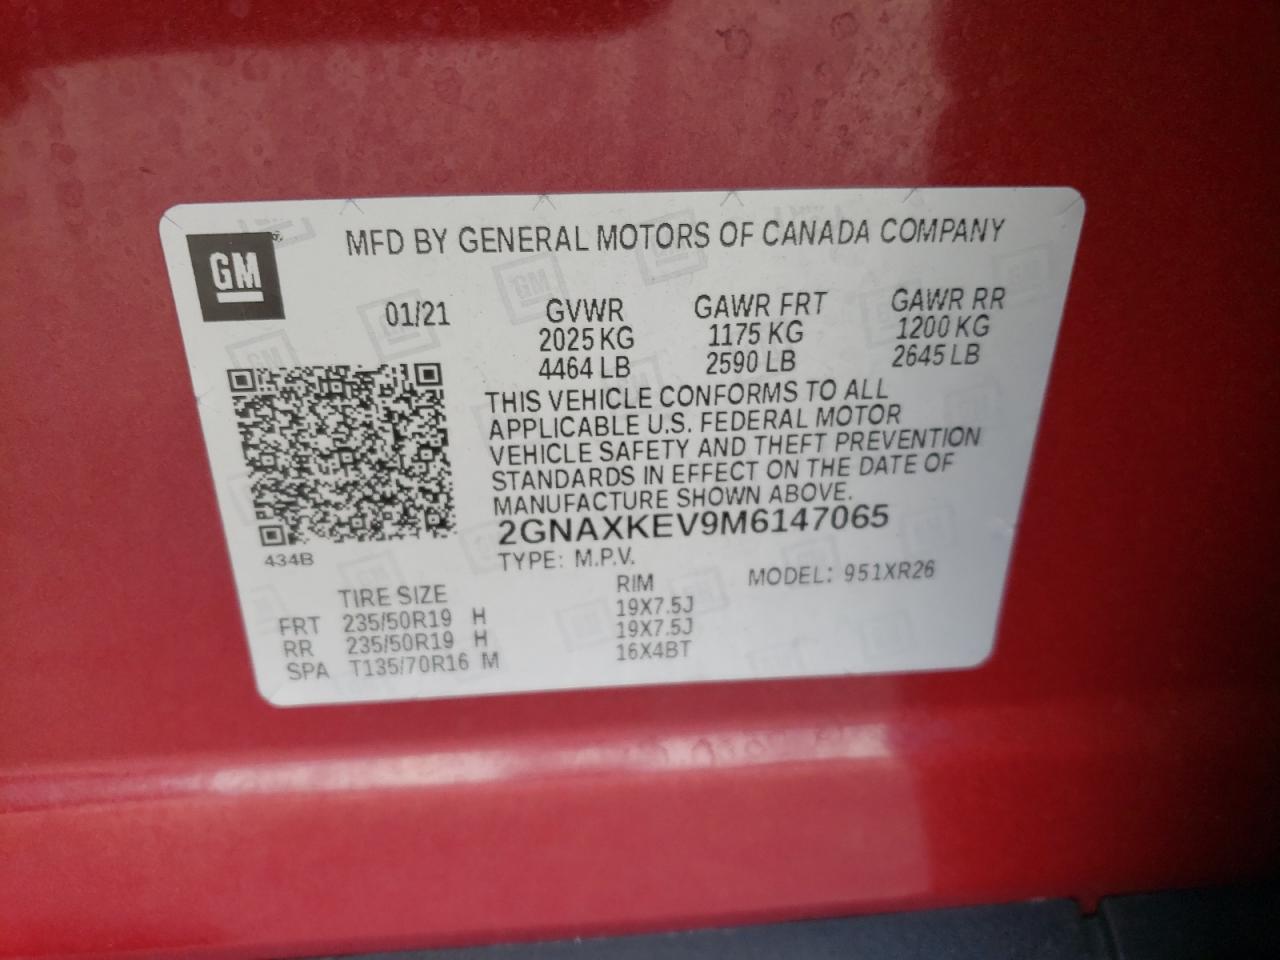 GM
MFD BY GENERAL MOTORS OF CANADA COMPANY
01/21 GVWR GAWR FRT GAWR RR
2025 KG 1175 KG 1200 KG
4464 LB 2590 LB 2645 LB
THIS VEHICLE CONFORMS TO ALL
APPLICABLE U.S. FEDERAL MOTOR
VEHICLE SAFETY AND THEFT PREVENTION
STANDARDS IN EFFECT ON THE DATE OF
MANUFACTURE SHOWN ABOVE.
2GNAXKEV9M6147065
434B
TYPE: M.P.V. MODEL: 951XR26
TIRE SIZE RIM
FRT 235/50R19 H 19X7.5J
RR 235/50R19 H 19X7.5J
SPA T135/70R16 M 16X4BT